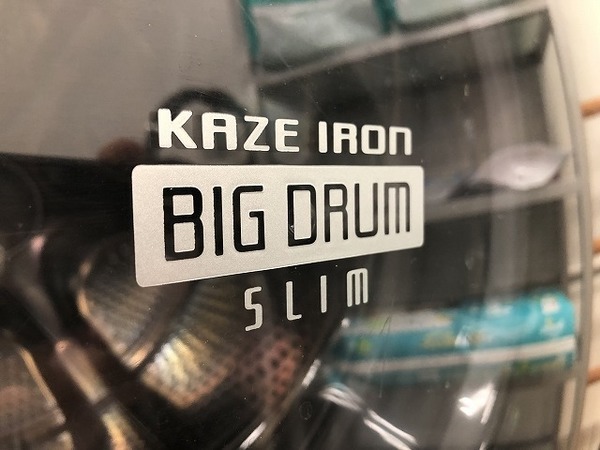 KAZE IRON
BIG DRUM
SLIM